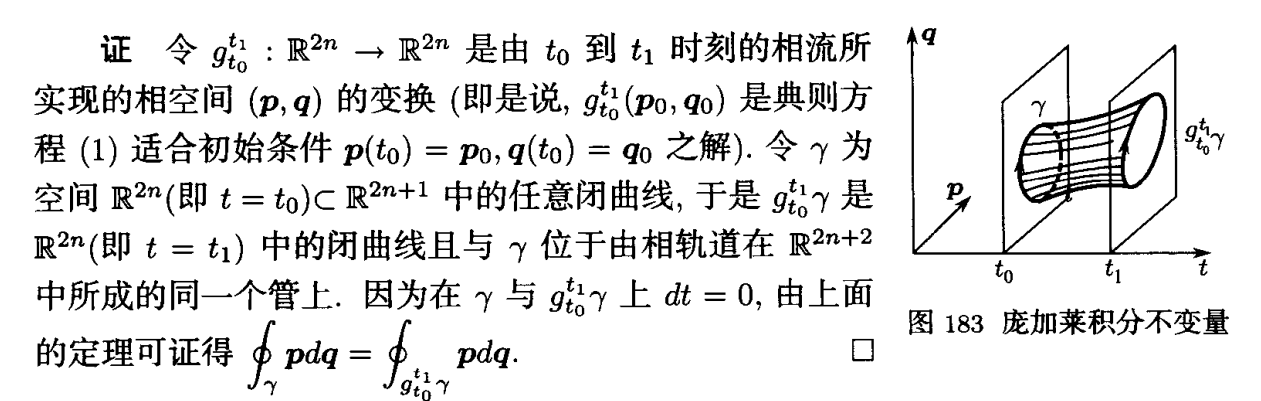 证 令 $g_{t_0}^{t_1}$ : $\mathbb{R}^{2n} \to \mathbb{R}^{2n}$ 是由 $t_0$ 到 $t_1$ 时刻的相流所
实现的相空间 $(\boldsymbol{p}, \boldsymbol{q})$ 的变换 (即是说, $g_{t_0}^{t_1}(\boldsymbol{p}_0, \boldsymbol{q}_0)$ 是典则方
程 (1) 适合初始条件 $\boldsymbol{p}(t_0) = \boldsymbol{p}_0, \boldsymbol{q}(t_0) = \boldsymbol{q}_0$ 之解). 令 $\gamma$ 为
空间 $\mathbb{R}^{2n}$(即 $t = t_0$)$\subset \mathbb{R}^{2n+1}$ 中的任意闭曲线, 于是 $g_{t_0}^{t_1}\gamma$ 是
$\mathbb{R}^{2n}$(即 $t = t_1$) 中的闭曲线且与 $\gamma$ 位于由相轨道在 $\mathbb{R}^{2n+2}$
中所成的同一个管上. 因为在 $\gamma$ 与 $g_{t_0}^{t_1}\gamma$ 上 $dt = 0$, 由上面
的定理可证得 $\oint_{\gamma} \boldsymbol{p}d\boldsymbol{q} = \oint_{g_{t_0}^{t_1}\gamma} \boldsymbol{p}d\boldsymbol{q}$. □
$\boldsymbol{q}$
$\gamma$
$g_{t_0}^{t_1}\gamma$
$\boldsymbol{p}$
$t_0$ $t_1$ $t$
图 183 庞加莱积分不变量